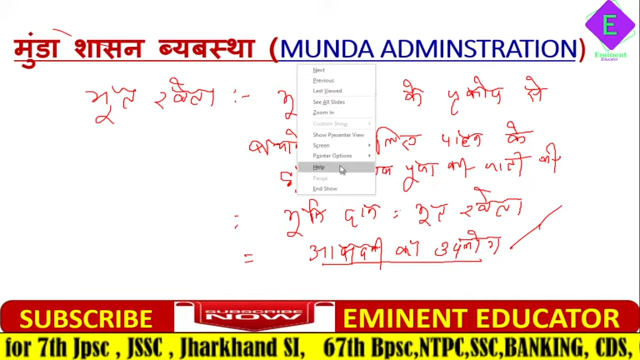 E
Eminent
Educator
मुंडा शासन ब्यबस्था (MUNDA ADMINSTRATION)
भूत खेता :- के प्रकोप से
Next
Previous
Last Viewed
See All Slides
Zoom In
Custom Show
Show Presenter View
Screen
Pointer Options
Help
Pause
End Show
पाहन के
पूजा की जाती थी
= भूमि दान = भूत खेता
= का उपयोग
SUBSCRIBE
SUBSCRIBE
NOW
EMINENT EDUCATOR
for 7th Jpsc , JSSC , Jharkhand SI, 67th Bpsc,NTPC,SSC,BANKING, CDS,